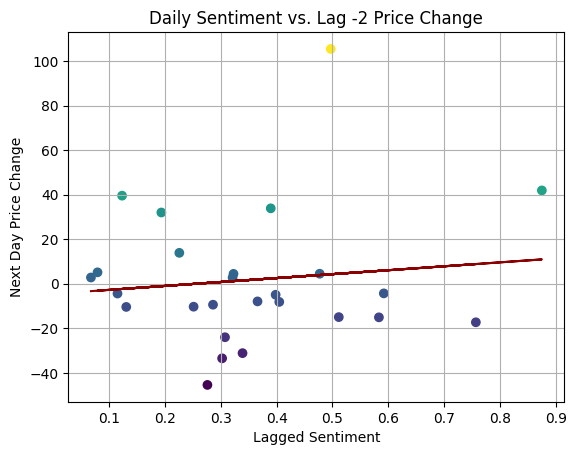 Daily Sentiment vs. Lag -2 Price Change
Next Day Price Change
100
80
60
40
20
0
−20
−40
0.1 0.2 0.3 0.4 0.5 0.6 0.7 0.8 0.9
Lagged Sentiment